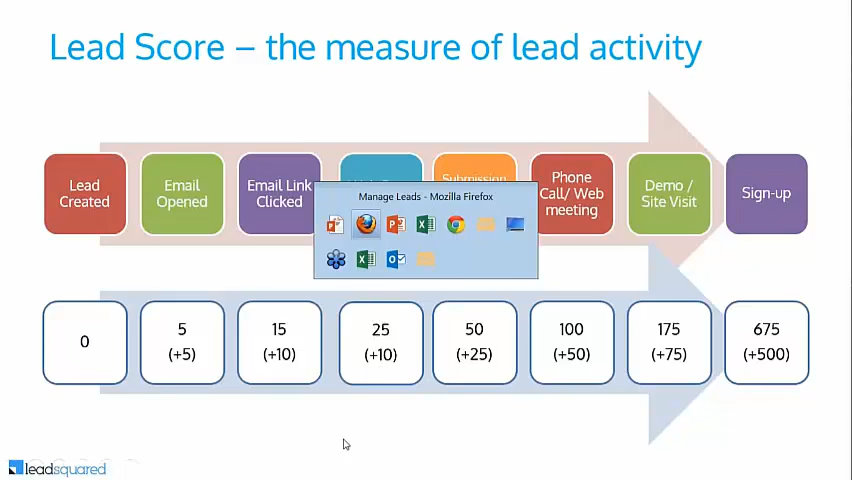 Lead Score – the measure of lead activity
Lead
Created
Email
Opened
Email Link
Clicked
Submission
Phone
Call/ Web
meeting
Demo /
Site Visit
Sign-up
Manage Leads - Mozilla Firefox
0
5
(+5)
15
(+10)
25
(+10)
50
(+25)
100
(+50)
175
(+75)
675
(+500)
leadsquared